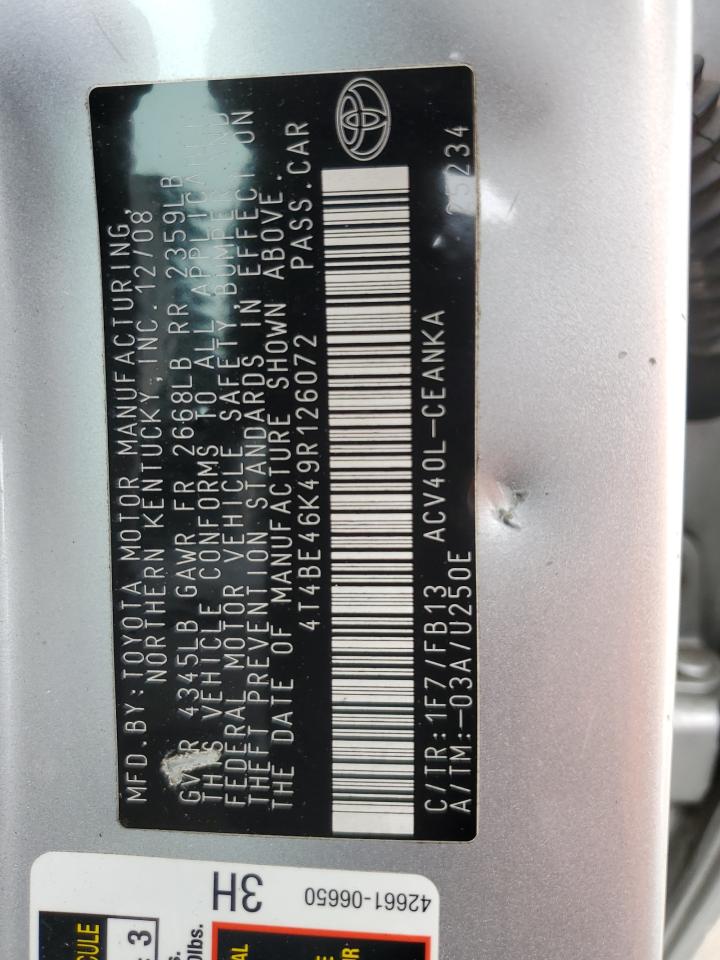 MFD.BY:TOYOTA MOTOR MANUFACTURING,
NORTHERN KENTUCKY,INC.12/08
GVWR 4345LB GAWR FR 2668LB RR 2359LB
THIS VEHICLE CONFORMS TO ALL APPLICABLE
FEDERAL MOTOR VEHICLE SAFETY BUMPER AND
THEFT PREVENTION STANDARDS IN EFFECT ON
THE DATE OF MANUFACTURE SHOWN ABOVE.
4T4BE46K49R126072 PASS.CAR
C/TR:1F7/FB13 ACV40L-CEANKA
A/TM:-03A/U250E 5234
3H
42661-06650
3